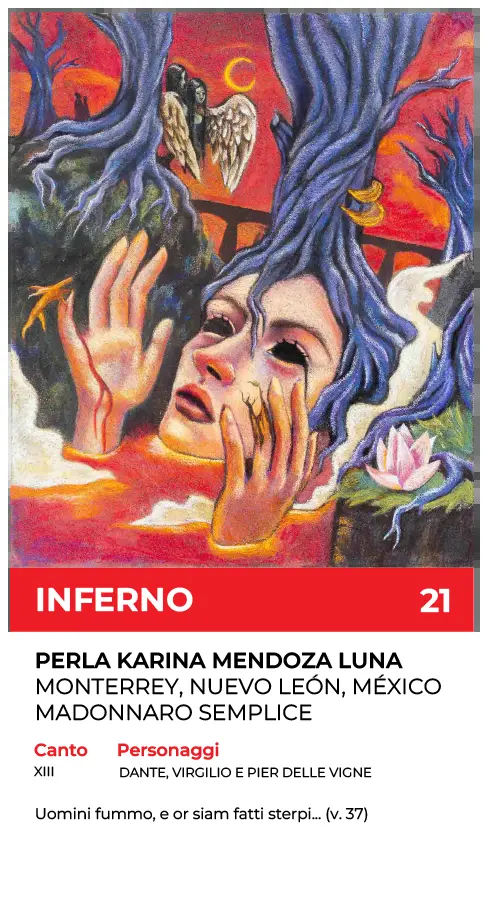 INFERNO 21
PERLA KARINA MENDOZA LUNA
MONTERREY, NUEVO LEÓN, MÉXICO
MADONNARO SEMPLICE
Canto Personaggi
XIII DANTE, VIRGILIO E PIER DELLE VIGNE
Uomini fummo, e or siam fatti sterpi... (v. 37)